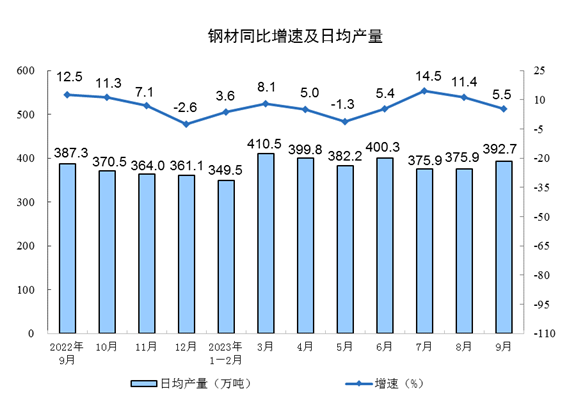 钢材同比增速及日均产量
600 500 400 300 200 100 0
25 10 -5 -20 -35 -50 -65 -80 -95 -110
12.5 11.3 7.1 -2.6 3.6 8.1 5.0 -1.3 5.4 14.5 11.4 5.5
387.3 370.5 364.0 361.1 349.5 410.5 399.8 382.2 400.3 375.9 375.9 392.7
2022年 10月 11月 12月 2023年 3月 4月 5月 6月 7月 8月 9月
9月 1—2月
日均产量（万吨） 增速（%）